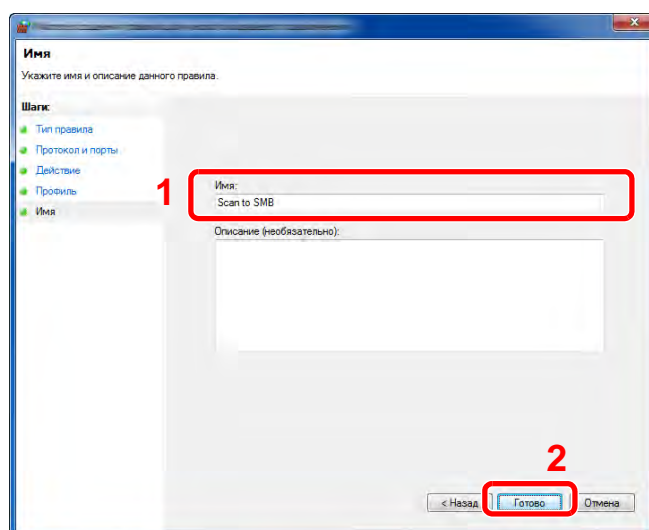 Имя
Укажите имя и описание данного правила.
Шаги:
Тип правила
Протокол и порты
Действие
Профиль
Имя
1
Имя:
Scan to SMB
Описание (необязательно):
2
< Назад
Готово
Отмена